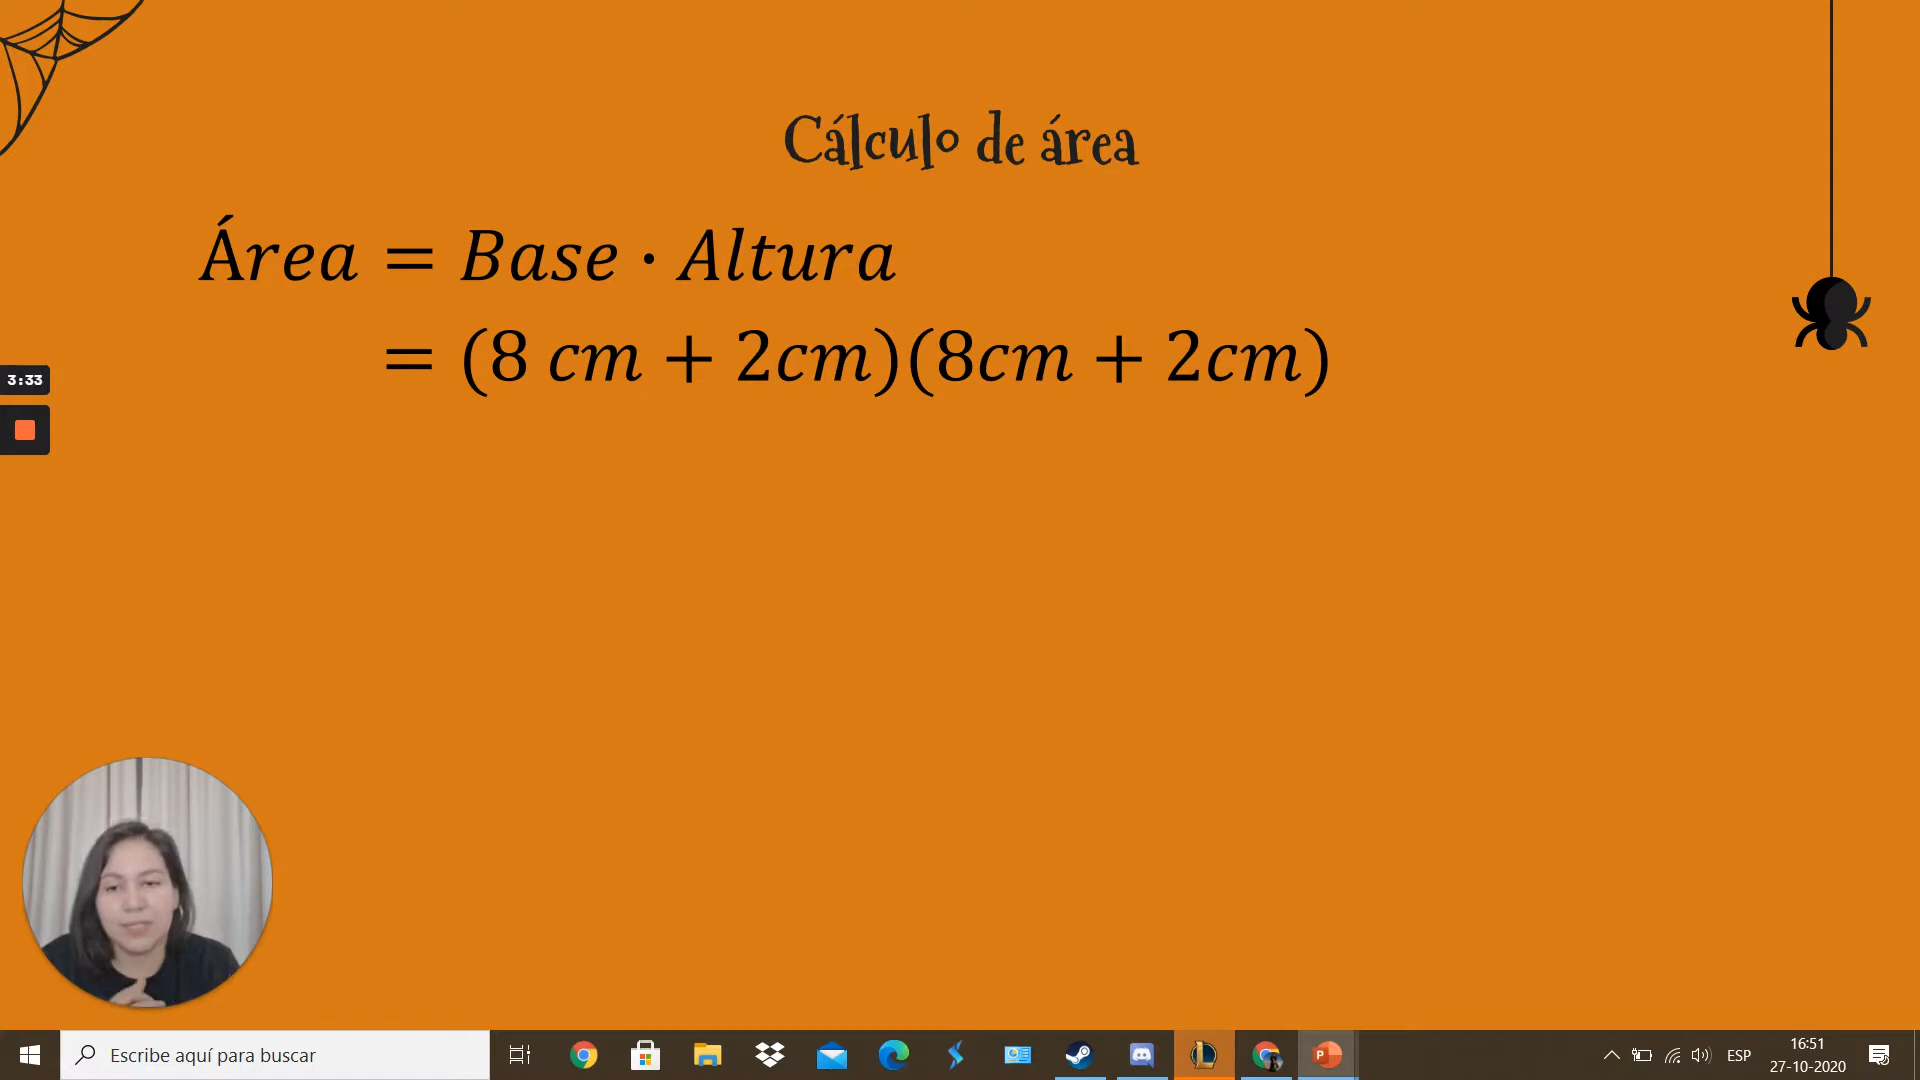 Cálculo de área
Área = Base · Altura
= (8 cm + 2cm)(8cm + 2cm)
3:33
Escribe aquí para buscar
ESP
16:51
27-10-2020